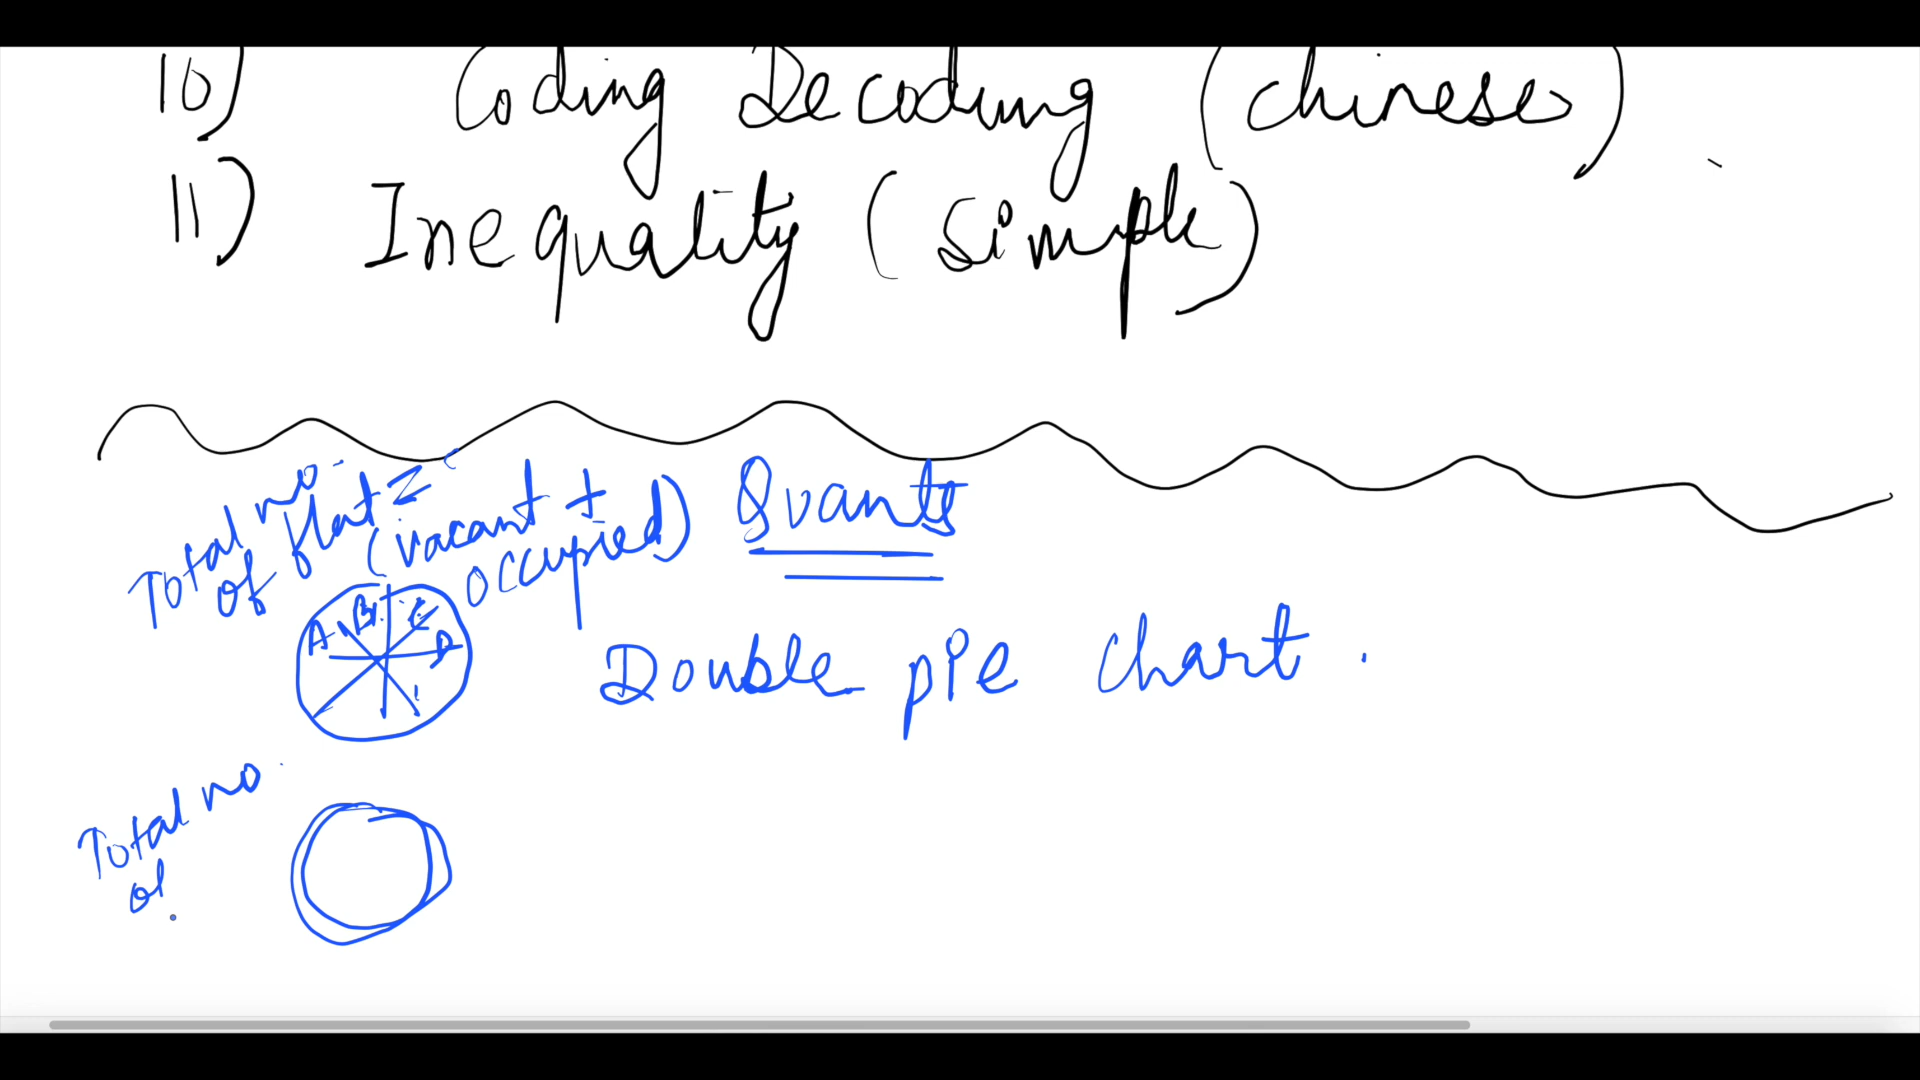 10) Coding Decoding (Chinese)
11) Inequality (Simple)
Quants
Total no
of flat =
(vacant +
occupied)
A B C D
Double pie chart.
Total no
of